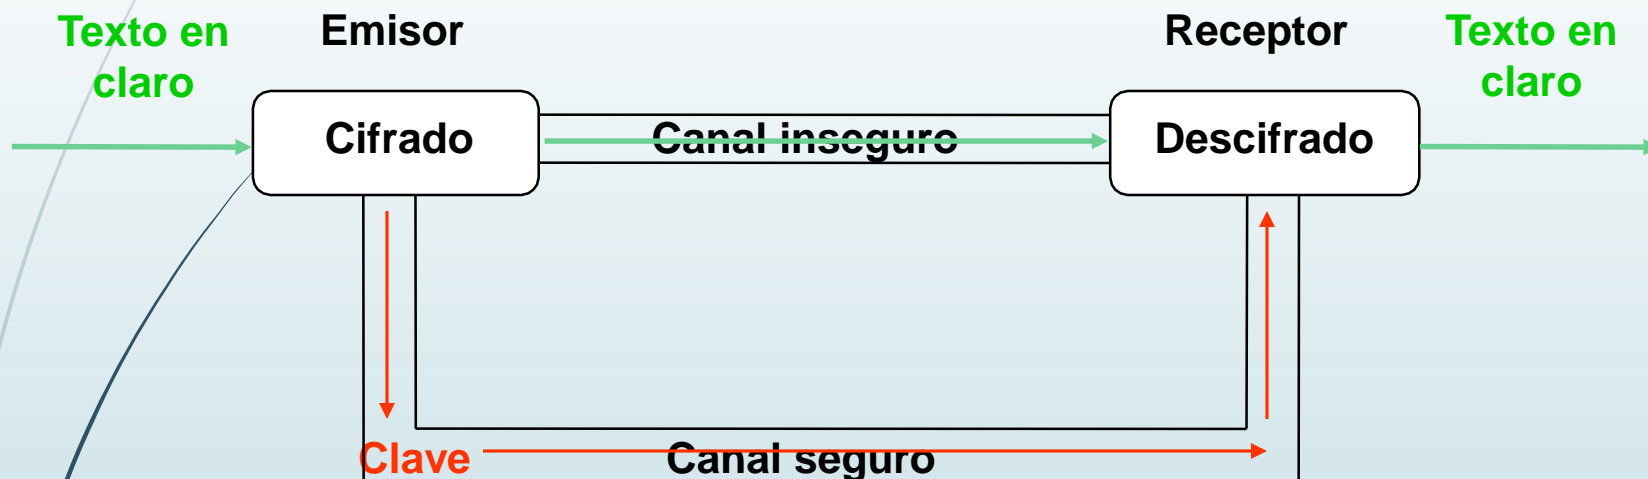 Texto en
claro
Emisor
Receptor
Texto en
claro
Cifrado
Canal inseguro
Descifrado
Clave
Canal seguro